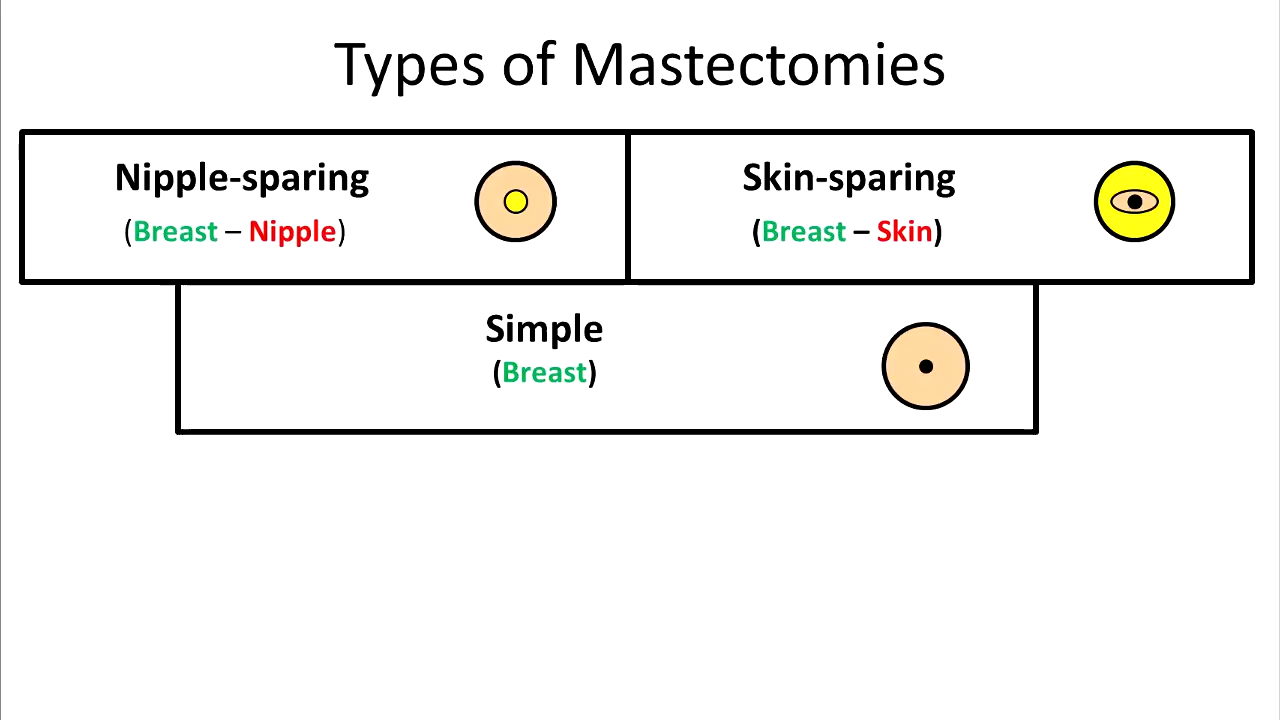 Types of Mastectomies
Nipple-sparing
(Breast – Nipple)
Skin-sparing
(Breast – Skin)
Simple
(Breast)